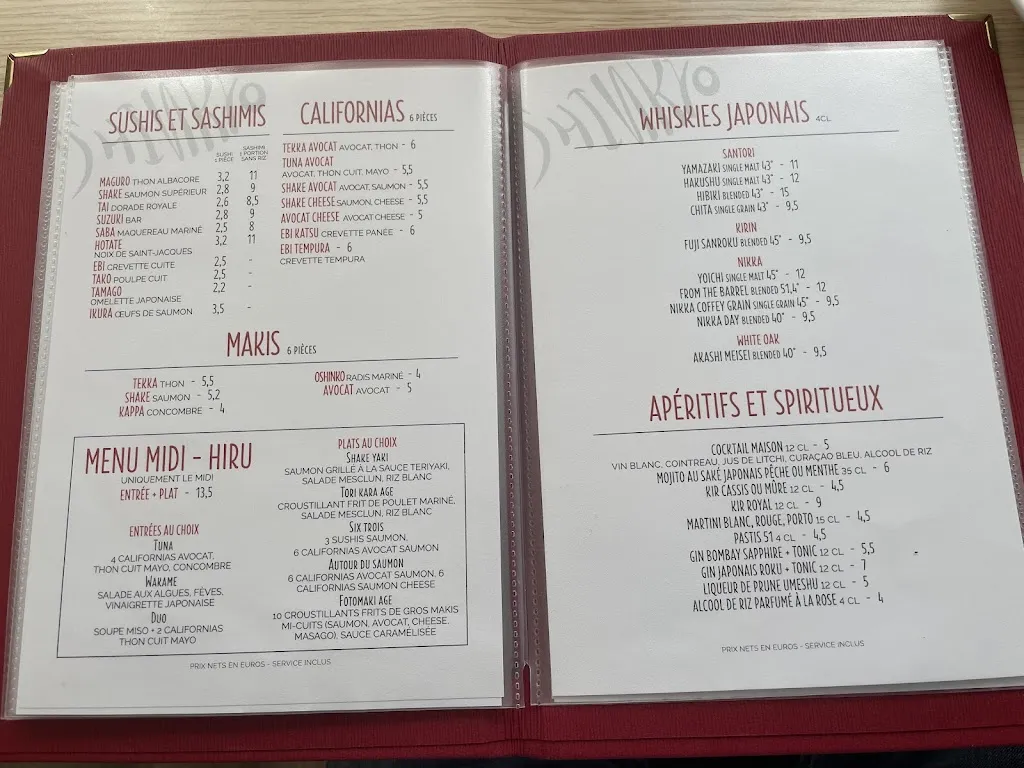 SUSHIS ET SASHIMIS
SUSHI 1 PIÈCE
SASHIMI 1 PORTION SANS RIZ
MAGURO THON ALBACORE 3,2 11
SHAKE SAUMON SUPÉRIEUR 2,8 9
TAI DORADE ROYALE 2,6 8,5
SUZUKI BAR 2,8 9
SABA MAQUEREAU MARINÉ 2,5 8
HOTATE 3,2 11
NOIX DE SAINT-JACQUES
EBI CREVETTE CUITE 2,5 -
TAKO POULPE CUIT 2,5 -
TAMAGO 2,2 -
OMELETTE JAPONAISE
IKURA ŒUFS DE SAUMON 3,5 -
CALIFORNIAS 6 PIÈCES
TEKKA AVOCAT AVOCAT, THON - 6
TUNA AVOCAT
AVOCAT, THON CUIT, MAYO - 5,5
SHAKE AVOCAT AVOCAT, SAUMON - 5,5
SHAKE CHEESE SAUMON, CHEESE - 5,5
AVOCAT CHEESE AVOCAT CHEESE - 5
EBI KATSU CREVETTE PANÉE - 6
EBI TEMPURA - 6
CREVETTE TEMPURA
MAKIS 6 PIÈCES
TEKKA THON - 5,5
SHAKE SAUMON - 5,2
KAPPA CONCOMBRE - 4
OSHINKO RADIS MARINÉ - 4
AVOCAT AVOCAT - 5
MENU MIDI - HIRU
UNIQUEMENT LE MIDI
ENTRÉE + PLAT - 13,5
ENTRÉES AU CHOIX
TUNA
4 CALIFORNIAS AVOCAT,
THON CUIT MAYO, CONCOMBRE
WAKAME
SALADE AUX ALGUES, FÈVES,
VINAIGRETTE JAPONAISE
DUO
SOUPE MISO + 2 CALIFORNIAS
THON CUIT MAYO
PLATS AU CHOIX
SHAKE YAKI
SAUMON GRILLÉ À LA SAUCE TERIYAKI,
SALADE MESCLUN, RIZ BLANC
TORI KARA AGE
CROUSTILLANT FRIT DE POULET MARINÉ,
SALADE MESCLUN, RIZ BLANC
SIX TROIS
3 SUSHIS SAUMON,
6 CALIFORNIAS AVOCAT SAUMON
AUTOUR DU SAUMON
6 CALIFORNIAS AVOCAT SAUMON, 6
CALIFORNIAS SAUMON CHEESE
FOTOMAKI AGE
10 CROUSTILLANTS FRITS DE GROS MAKIS
MI-CUITS (SAUMON, AVOCAT, CHEESE,
MASAGO), SAUCE CARAMÉLISÉE
PRIX NETS EN EUROS - SERVICE INCLUS
WHISKIES JAPONAIS 4CL
SANTORI
YAMAZAKI SINGLE MALT 43° - 11
HAKUSHU SINGLE MALT 43° - 12
HIBIKI BLENDED 43° - 15
CHITA SINGLE GRAIN 43° - 9,5
KIRIN
FUJI SANROKU BLENDED 45° - 9,5
NIKKA
YOICHI SINGLE MALT 45° - 12
FROM THE BARREL BLENDED 51,4° - 12
NIKKA COFFEY GRAIN SINGLE GRAIN 45° - 9,5
NIKKA DAY BLENDED 40° - 9,5
WHITE OAK
AKASHI MEISEI BLENDED 40° - 9,5
APÉRITIFS ET SPIRITUEUX
COCKTAIL MAISON 12 CL - 5
VIN BLANC, COINTREAU, JUS DE LITCHI, CURAÇAO BLEU, ALCOOL DE RIZ
MOJITO AU SAKÉ JAPONAIS PÊCHE OU MENTHE 35 CL - 6
KIR CASSIS OU MÛRE 12 CL - 4,5
KIR ROYAL 12 CL - 9
MARTINI BLANC, ROUGE, PORTO 15 CL - 4,5
PASTIS 51 4 CL - 4,5
GIN BOMBAY SAPPHIRE + TONIC 12 CL - 5,5
GIN JAPONAIS ROKU + TONIC 12 CL - 7
LIQUEUR DE PRUNE UMESHU 12 CL - 5
ALCOOL DE RIZ PARFUMÉ À LA ROSE 4 CL - 4
PRIX NETS EN EUROS - SERVICE INCLUS